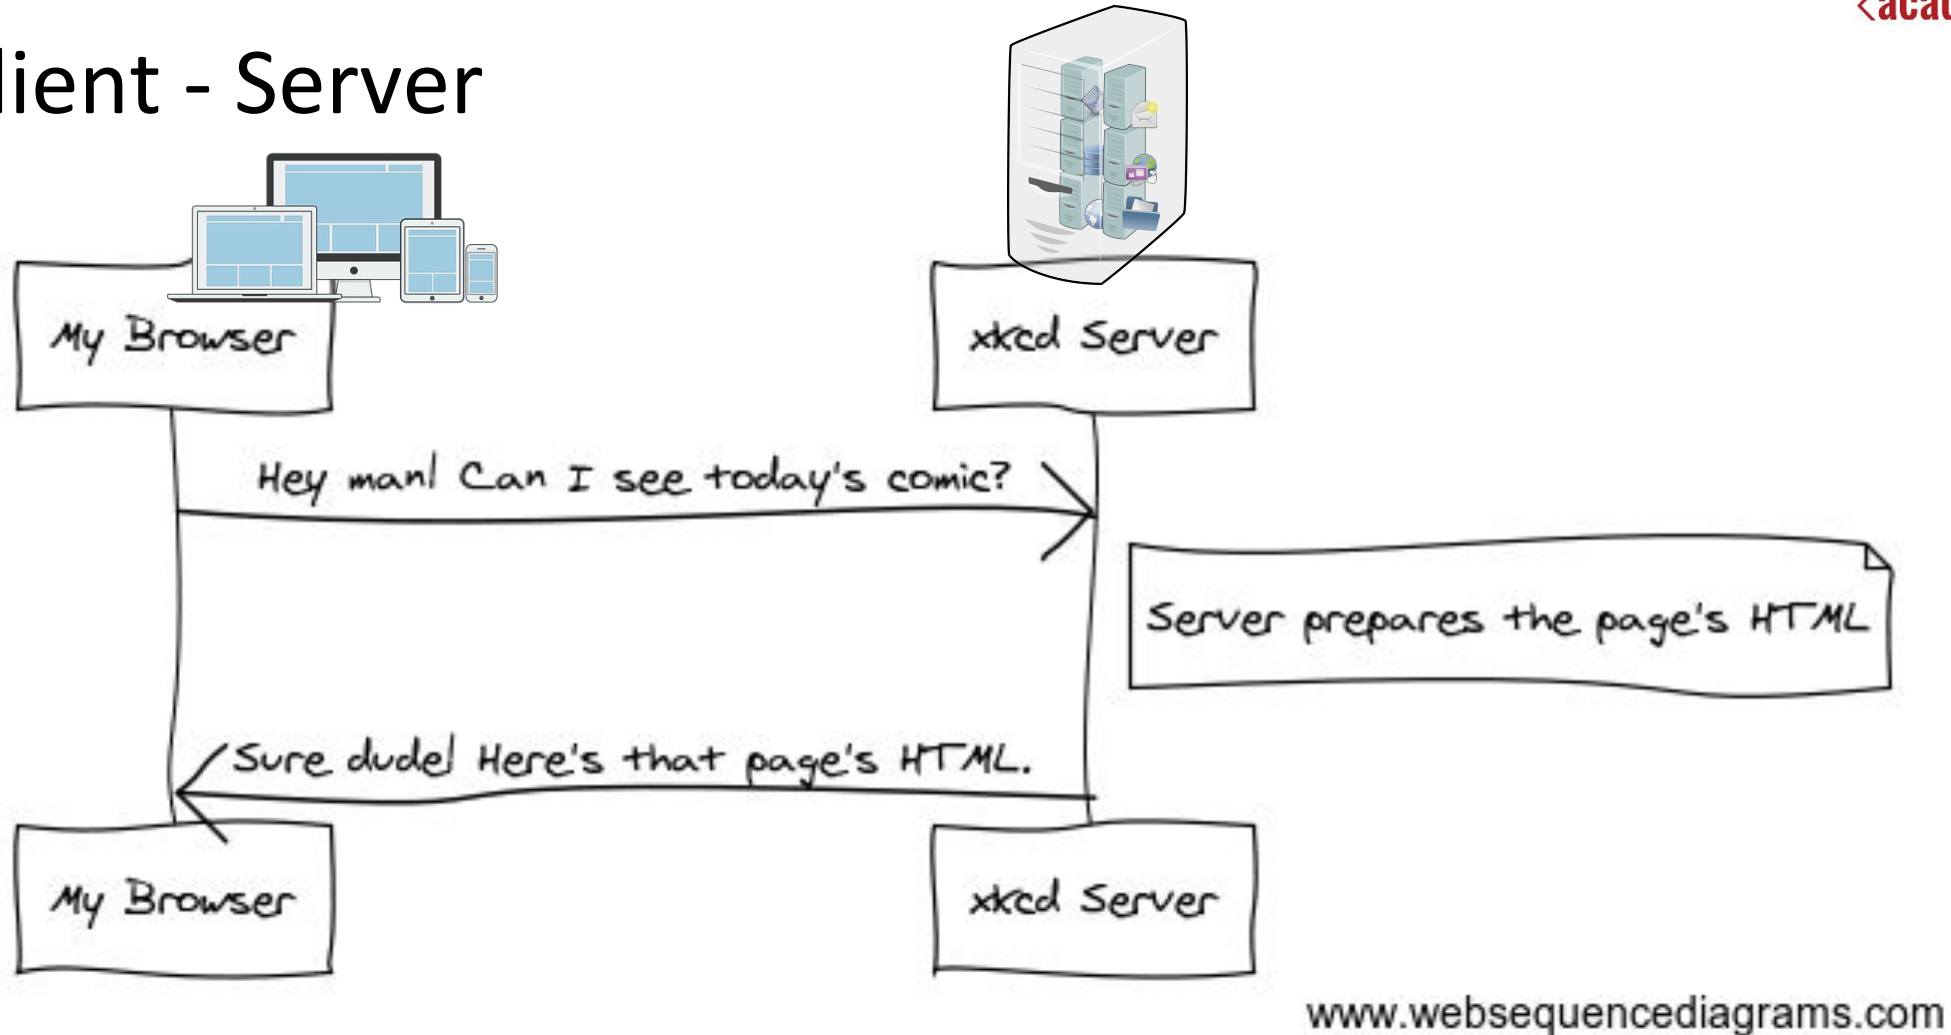 <acad
lient - Server
My Browser
xkcd Server
Hey man! Can I see today's comic?
Server prepares the page's HTML
Sure dude! Here's that page's HTML.
My Browser
xkcd Server
www.websequencediagrams.com